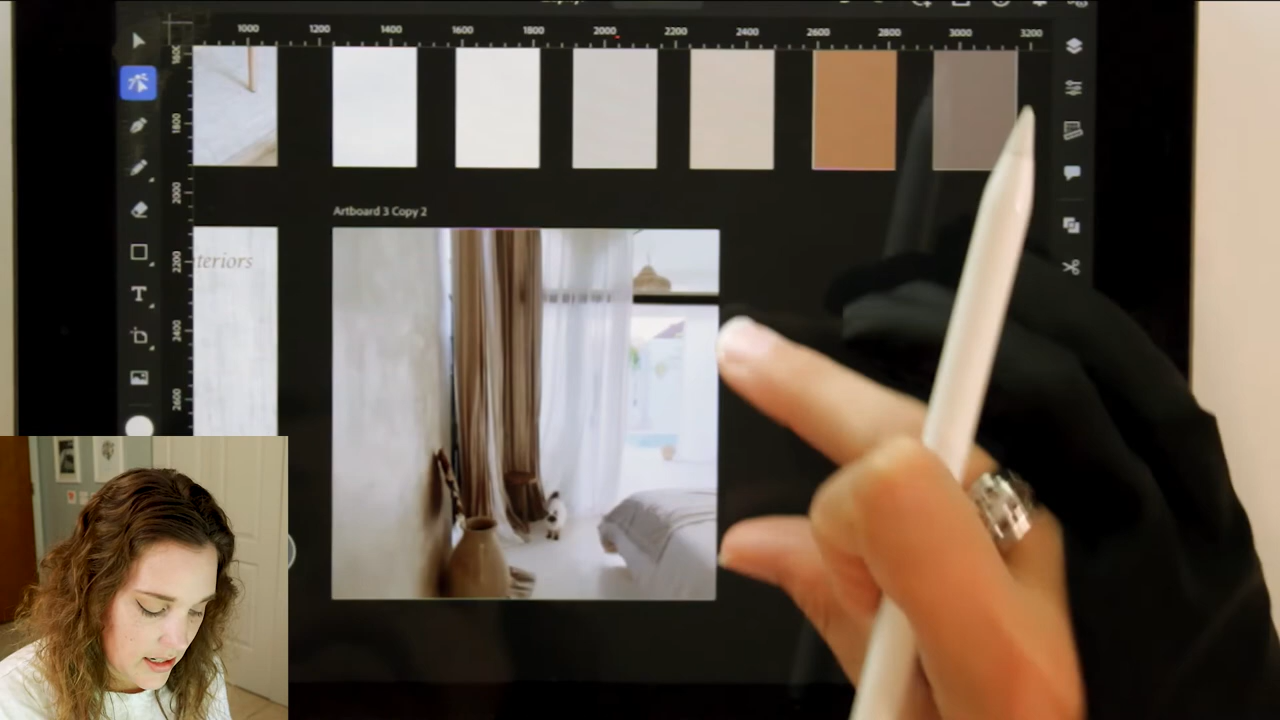 1000 1200 1400 1600 1800 2000 2200 2400 2600 2800 3000 3200
1600
1800
2000
Artboard 3 Copy 2
2200
teriors
T
2400
2600